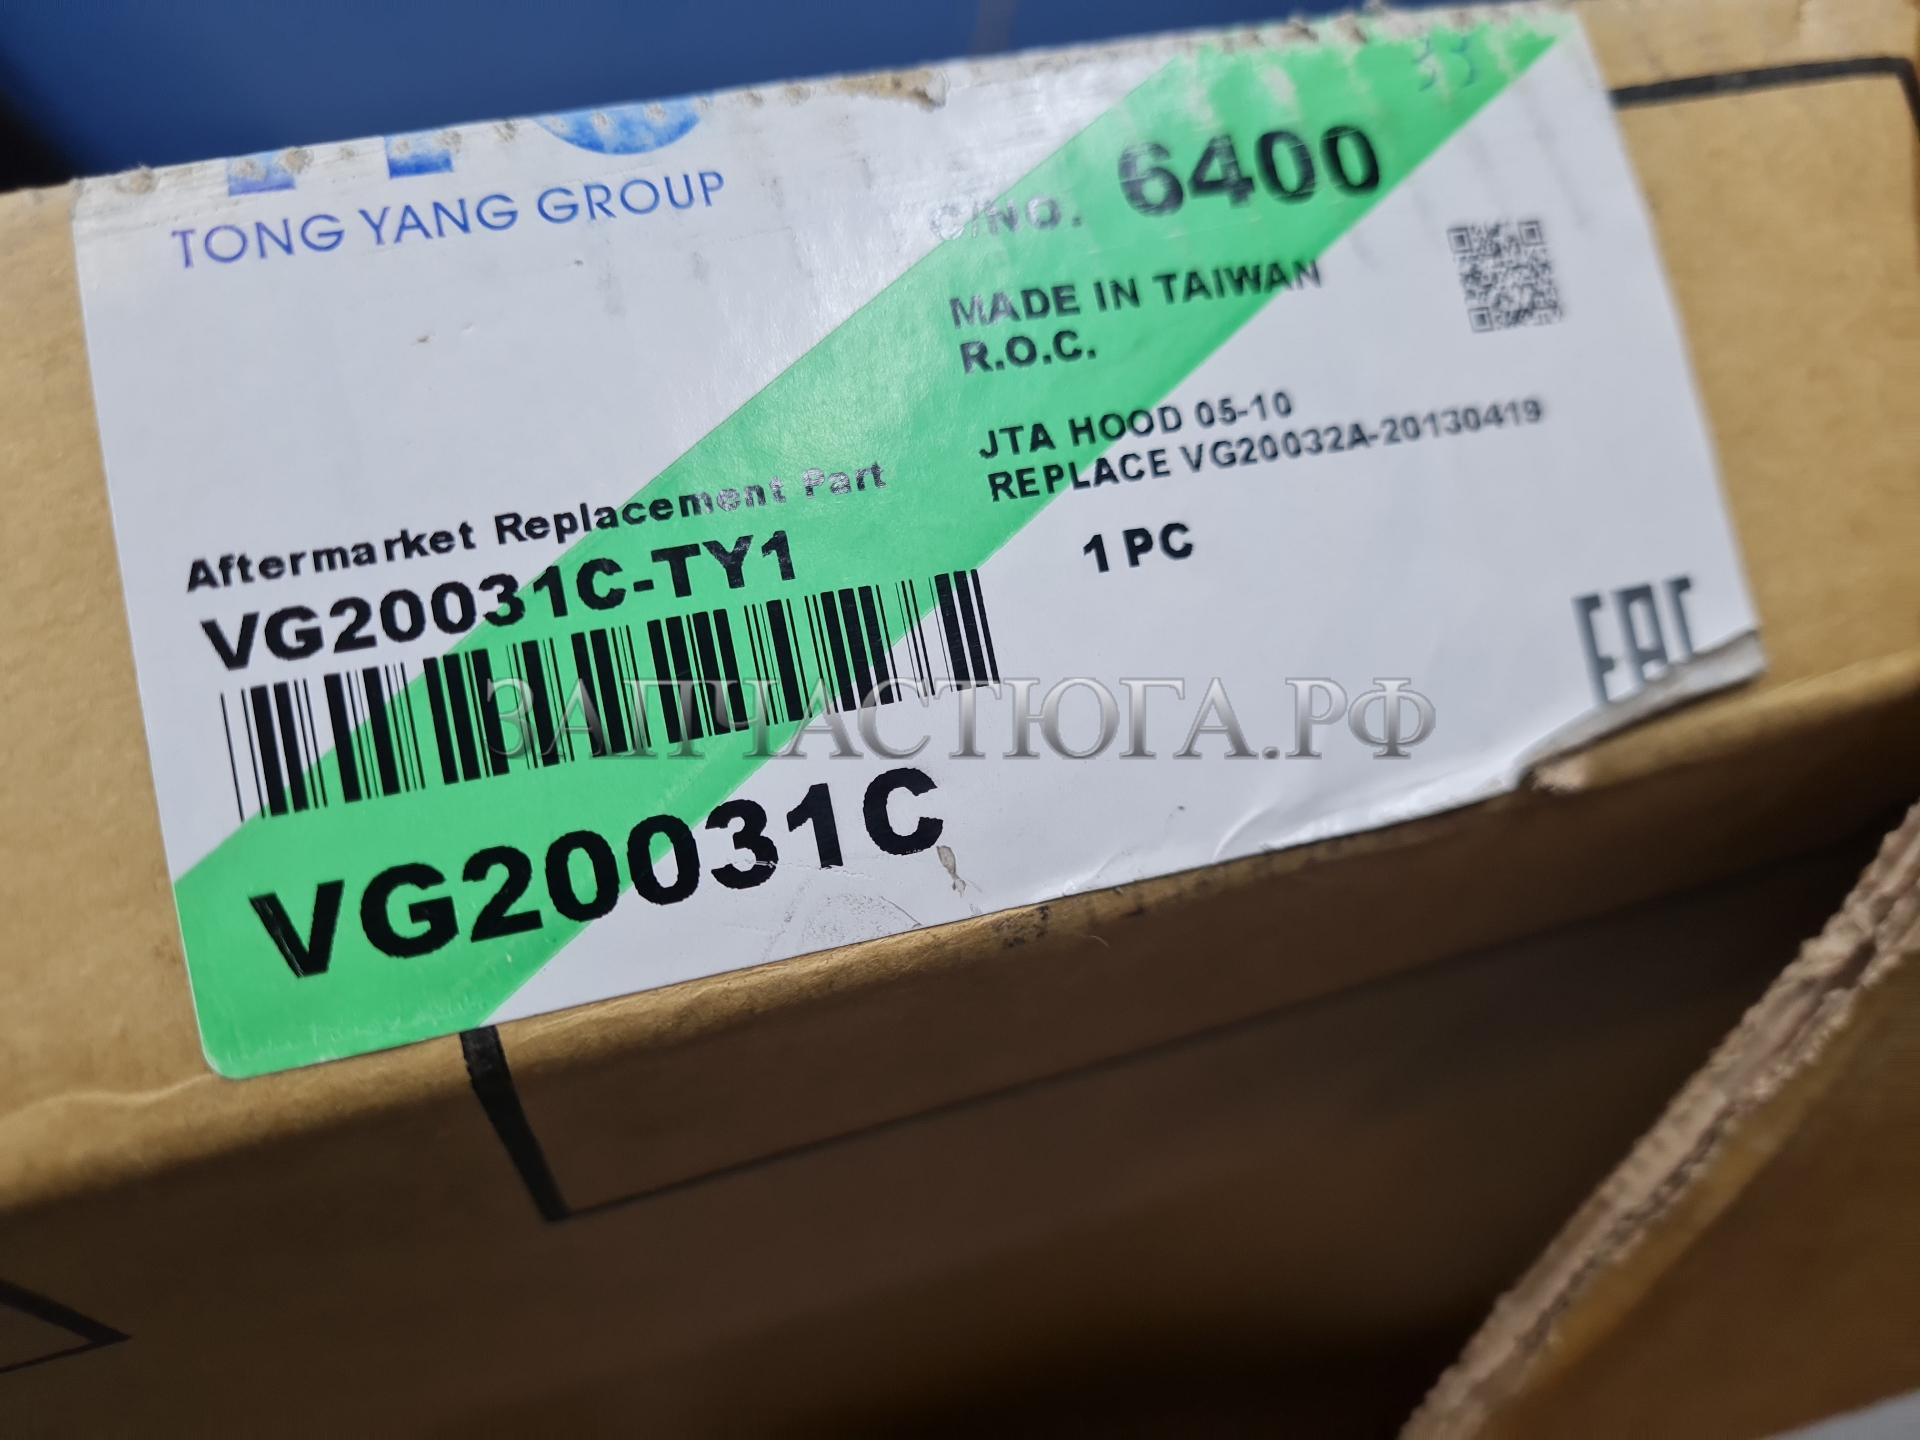 TONG YANG GROUP
C/NO. 6400
MADE IN TAIWAN
R.O.C.
JTA HOOD 05-10
REPLACE VG20032A-20130419
1 PC
Aftermarket Replacement Part
VG20031C-TY1
VG20031C
EAC
ЗАПЧАСТЮГА.РФ